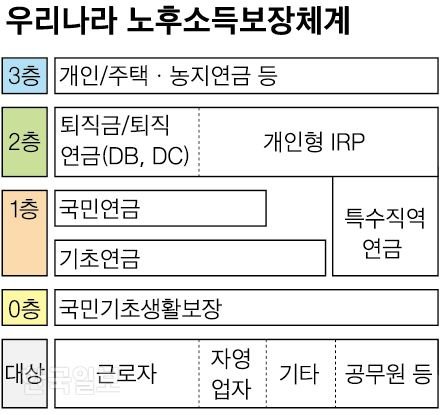 우리나라 노후소득보장체계
3층
개인/주택 · 농지연금 등
2층
퇴직금/퇴직
연금(DB, DC)
개인형 IRP
1층
국민연금
기초연금
특수직역
연금
0층
국민기초생활보장
대상
근로자
자영
업자
기타
공무원 등
한국일보